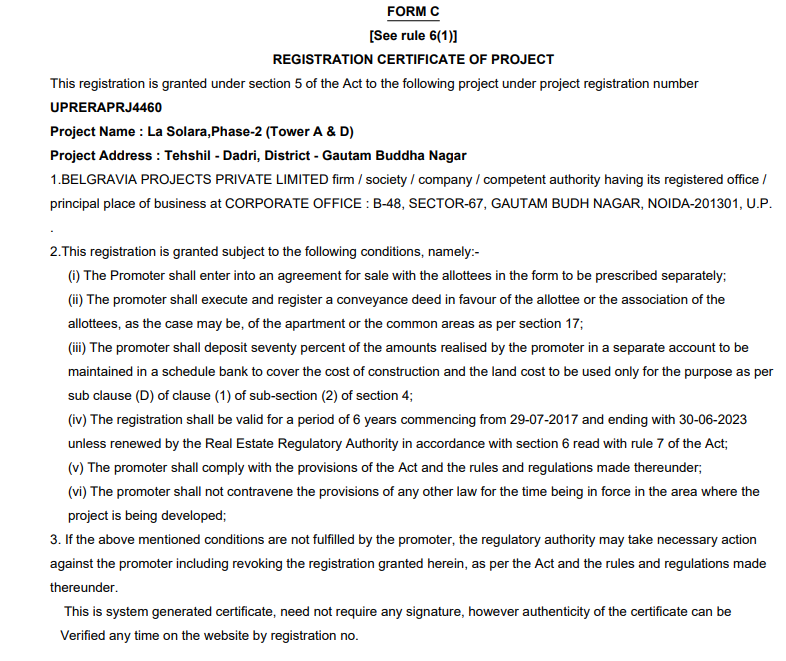 FORM C
[See rule 6(1)]
REGISTRATION CERTIFICATE OF PROJECT
This registration is granted under section 5 of the Act to the following project under project registration number
UPRERAPRJ4460
Project Name : La Solara,Phase-2 (Tower A & D)
Project Address : Tehshil - Dadri, District - Gautam Buddha Nagar
1.BELGRAVIA PROJECTS PRIVATE LIMITED firm / society / company / competent authority having its registered office /
principal place of business at CORPORATE OFFICE : B-48, SECTOR-67, GAUTAM BUDH NAGAR, NOIDA-201301, U.P.
.
2.This registration is granted subject to the following conditions, namely:-
(i) The Promoter shall enter into an agreement for sale with the allottees in the form to be prescribed separately;
(ii) The promoter shall execute and register a conveyance deed in favour of the allottee or the association of the
allottees, as the case may be, of the apartment or the common areas as per section 17;
(iii) The promoter shall deposit seventy percent of the amounts realised by the promoter in a separate account to be
maintained in a schedule bank to cover the cost of construction and the land cost to be used only for the purpose as per
sub clause (D) of clause (1) of sub-section (2) of section 4;
(iv) The registration shall be valid for a period of 6 years commencing from 29-07-2017 and ending with 30-06-2023
unless renewed by the Real Estate Regulatory Authority in accordance with section 6 read with rule 7 of the Act;
(v) The promoter shall comply with the provisions of the Act and the rules and regulations made thereunder;
(vi) The promoter shall not contravene the provisions of any other law for the time being in force in the area where the
project is being developed;
3. If the above mentioned conditions are not fulfilled by the promoter, the regulatory authority may take necessary action
against the promoter including revoking the registration granted herein, as per the Act and the rules and regulations made
thereunder.
This is system generated certificate, need not require any signature, however authenticity of the certificate can be
Verified any time on the website by registration no.